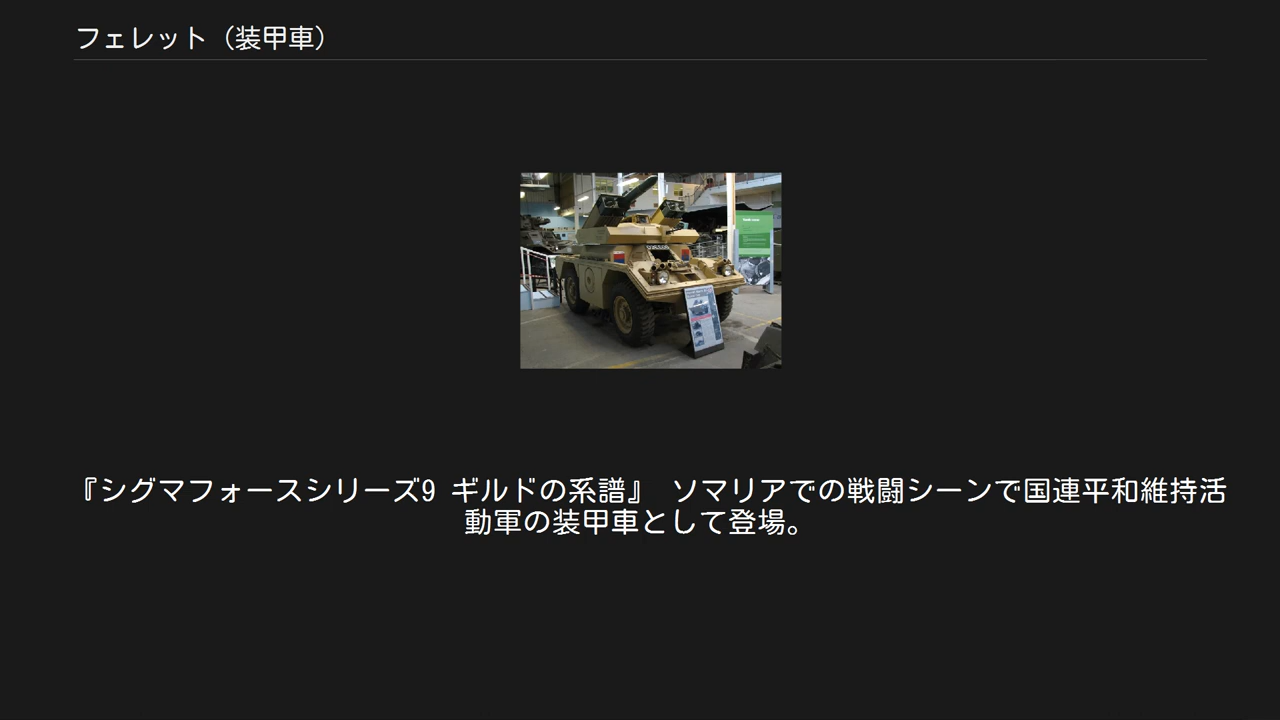 フェレット（装甲車）
『シグマフォースシリーズ9 ギルドの系譜』 ソマリアでの戦闘シーンで国連平和維持活
動軍の装甲車として登場。